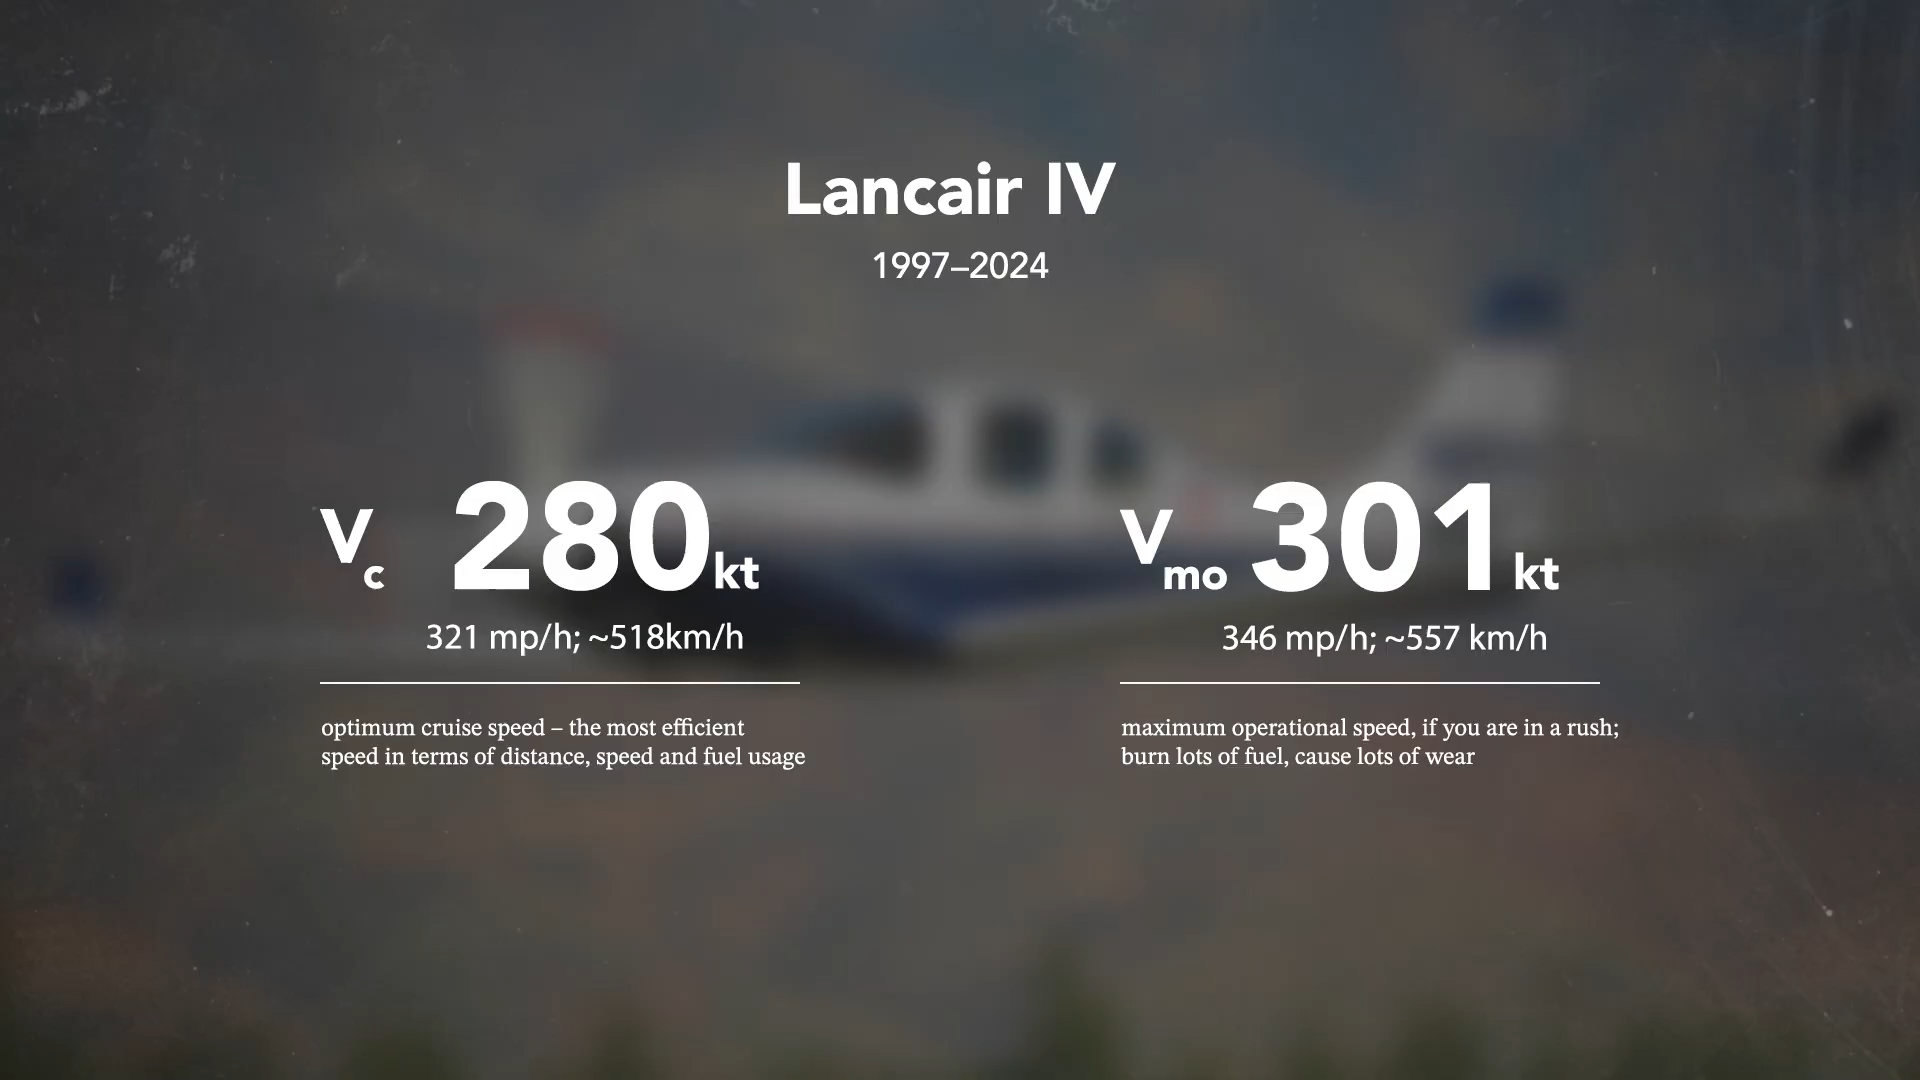 Lancair IV
1997–2024
Vc 280kt
321 mp/h; ~518km/h
optimum cruise speed – the most efficient
speed in terms of distance, speed and fuel usage
Vmo 301kt
346 mp/h; ~557 km/h
maximum operational speed, if you are in a rush;
burn lots of fuel, cause lots of wear